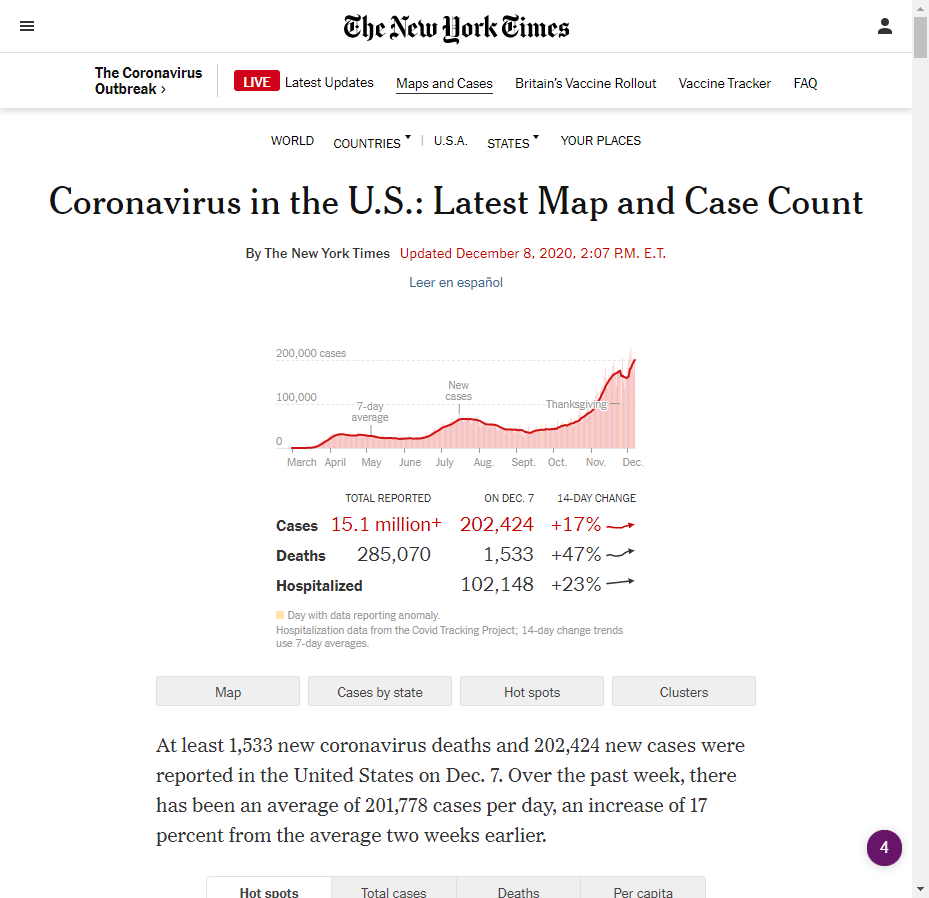 The New York Times
The Coronavirus
Outbreak ›
LIVE Latest Updates Maps and Cases Britain's Vaccine Rollout Vaccine Tracker FAQ
WORLD COUNTRIES U.S.A. STATES YOUR PLACES
Coronavirus in the U.S.: Latest Map and Case Count
By The New York Times Updated December 8, 2020, 2:07 P.M. E.T.
Leer en español
200,000 cases
100,000
0
7-day
average
New
cases
Thanksgiving
March April May June July Aug. Sept. Oct. Nov. Dec.
TOTAL REPORTED ON DEC. 7 14-DAY CHANGE
Cases 15.1 million+ 202,424 +17%
Deaths 285,070 1,533 +47%
Hospitalized 102,148 +23%
Day with data reporting anomaly.
Hospitalization data from the Covid Tracking Project; 14-day change trends
use 7-day averages.
Map Cases by state Hot spots Clusters
At least 1,533 new coronavirus deaths and 202,424 new cases were
reported in the United States on Dec. 7. Over the past week, there
has been an average of 201,778 cases per day, an increase of 17
percent from the average two weeks earlier.
4
Hot spots Total cases Deaths Per capita